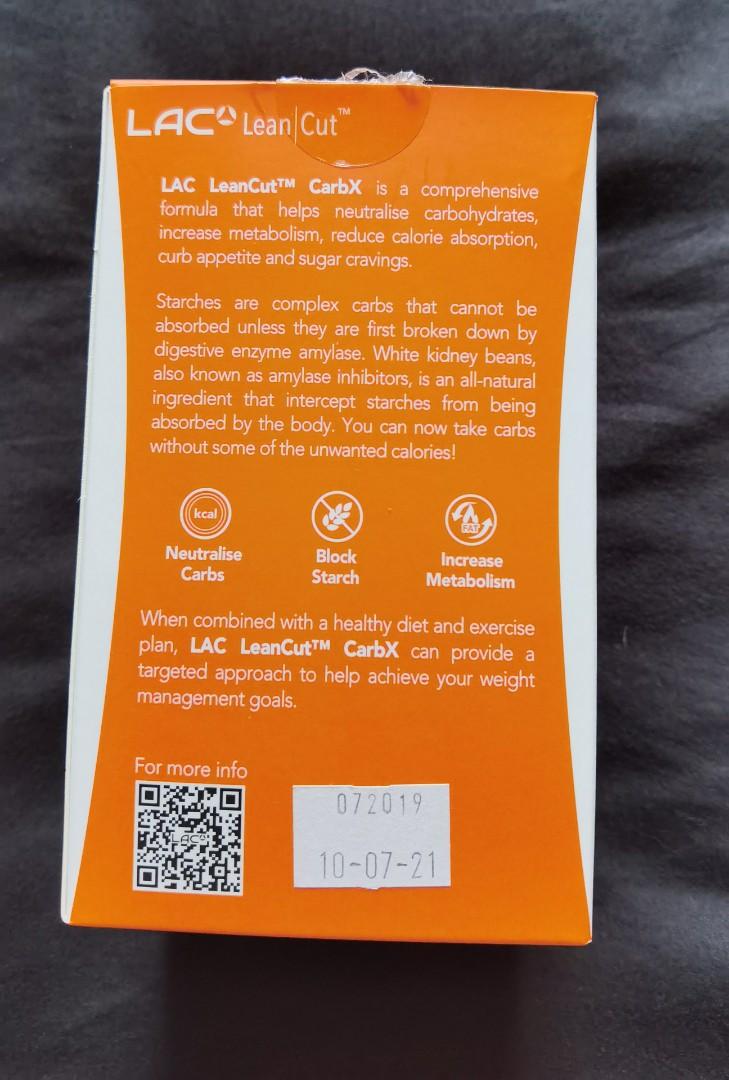 LAC Lean|Cut™
LAC LeanCut™ CarbX is a comprehensive
formula that helps neutralise carbohydrates,
increase metabolism, reduce calorie absorption,
curb appetite and sugar cravings.
Starches are complex carbs that cannot be
absorbed unless they are first broken down by
digestive enzyme amylase. White kidney beans,
also known as amylase inhibitors, is an all-natural
ingredient that intercept starches from being
absorbed by the body. You can now take carbs
without some of the unwanted calories!
kcal
FAT
Neutralise
Carbs
Block
Starch
Increase
Metabolism
When combined with a healthy diet and exercise
plan, LAC LeanCut™ CarbX can provide a
targeted approach to help achieve your weight
management goals.
For more info
LAC
072019
10-07-21